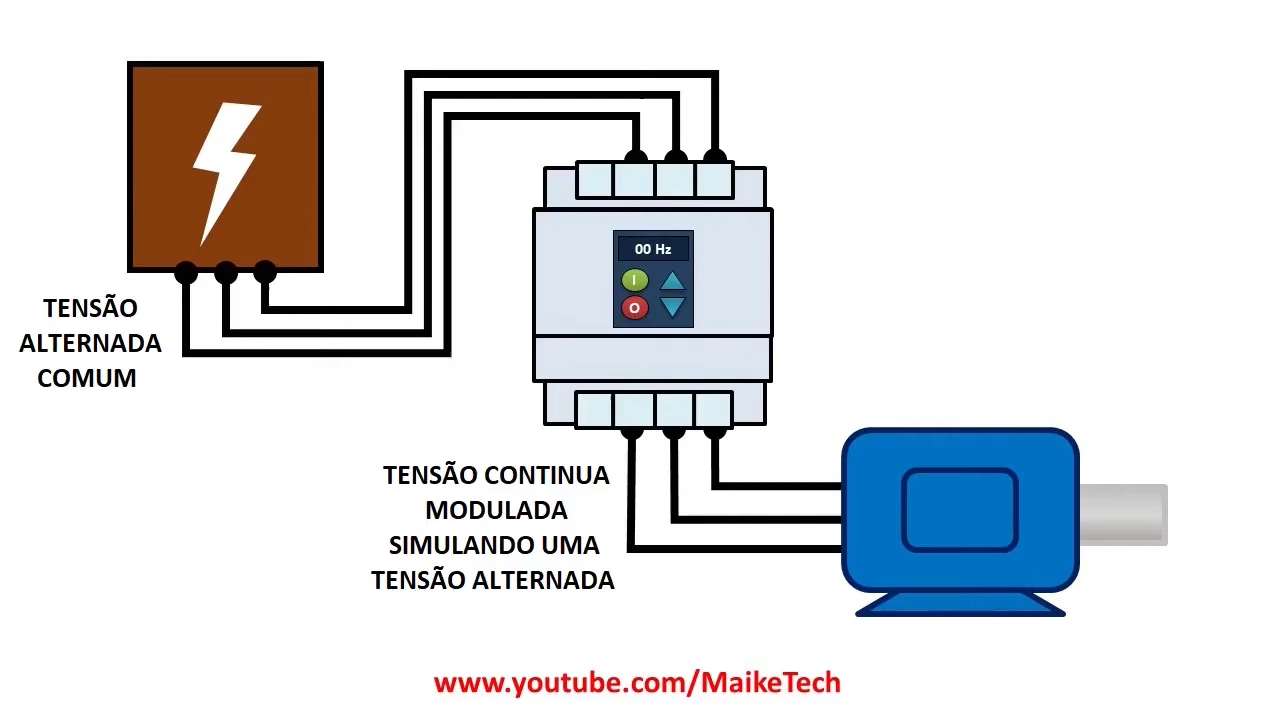 00 Hz
I
O
TENSÃO
ALTERNADA
COMUM
TENSÃO CONTINUA
MODULADA
SIMULANDO UMA
TENSÃO ALTERNADA
www.youtube.com/MaikeTech